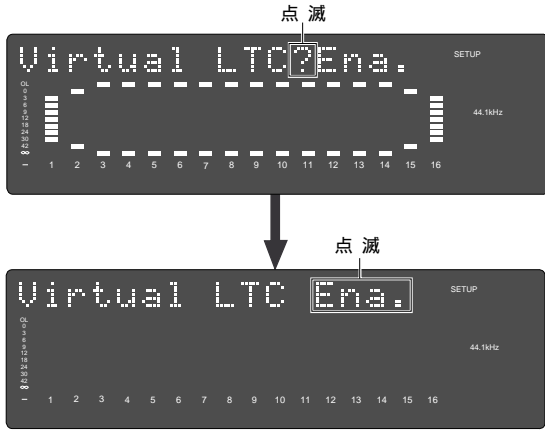 点滅
Virtual LTC?Ena.
SETUP
OL
0
3
6
9
12
18
24
30
42
∞
44.1kHz
– 1 2 3 4 5 6 7 8 9 10 11 12 13 14 15 16
点滅
Virtual LTC Ena.
SETUP
OL
0
3
6
9
12
18
24
30
42
∞
44.1kHz
– 1 2 3 4 5 6 7 8 9 10 11 12 13 14 15 16